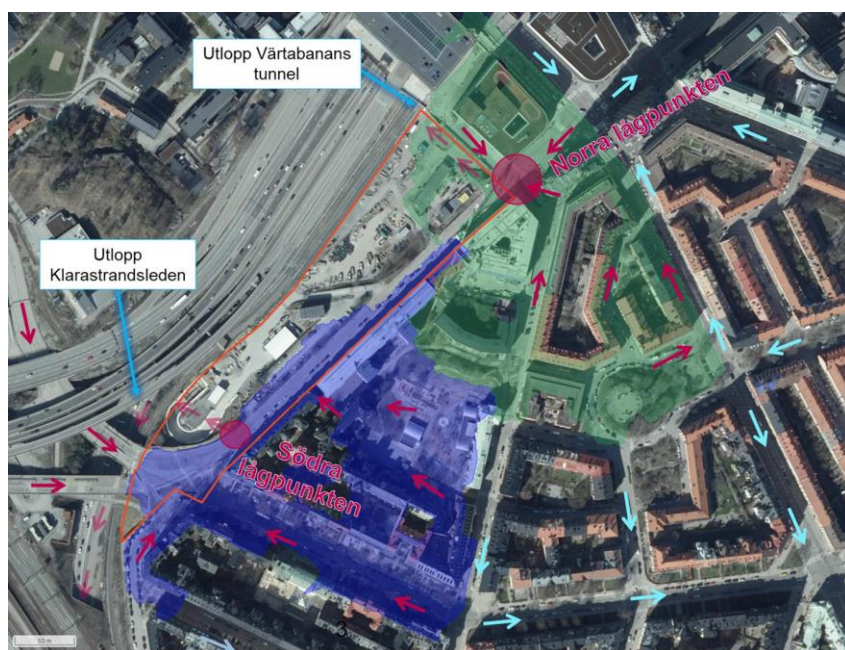 Utlopp Värtabanans
tunnel
Norra lågpunkten
Utlopp
Klarastrandsleden
Södra
lågpunkten
3
50 m